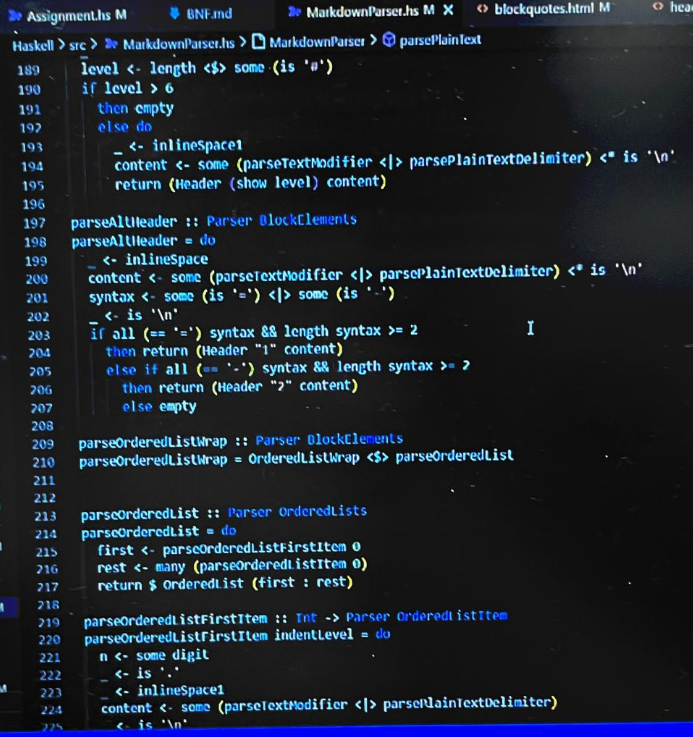 Assignment.hs M BNF.md MarkdownParser.hs M X blockquotes.html M
Haskell > src > MarkdownParser.hs > MarkdownParser > parsePlainText
189 level <- length <$> some (is '#')
190 if level > 6
191 then empty
192 else do
193 _ <- inlineSpace1
194 content <- some (parseTextModifier <|> parsePlainTextDelimiter) <* is '\n'
195 return (Header (show level) content)
196
197 parseAltHeader :: Parser BlockElements
198 parseAltHeader = do
199 _ <- inlineSpace
200 content <- some (parseTextModifier <|> parsePlainTextDelimiter) <* is '\n'
201 syntax <- some (is '=') <|> some (is '-')
202 _ <- is '\n'
203 if all (== '=') syntax && length syntax >= 2
204 then return (Header "1" content)
205 else if all (== '-') syntax && length syntax >= 2
206 then return (Header "2" content)
207 else empty
208
209 parseOrderedListWrap :: Parser BlockElements
210 parseOrderedListWrap = OrderedListWrap <$> parseOrderedList
211
212
213 parseOrderedList :: Parser OrderedLists
214 parseOrderedList = do
215 first <- parseOrderedListFirstItem 0
216 rest <- many (parseOrderedListItem 0)
217 return $ OrderedList (first : rest)
218
219 parseOrderedListFirstItem :: Int -> Parser OrderedListItem
220 parseOrderedListFirstItem indentLevel = do
221 n <- some digit
222 _ <- is '.'
223 _ <- inlineSpace1
224 content <- some (parseTextModifier <|> parsePlainTextDelimiter)
225 <- is '\n'